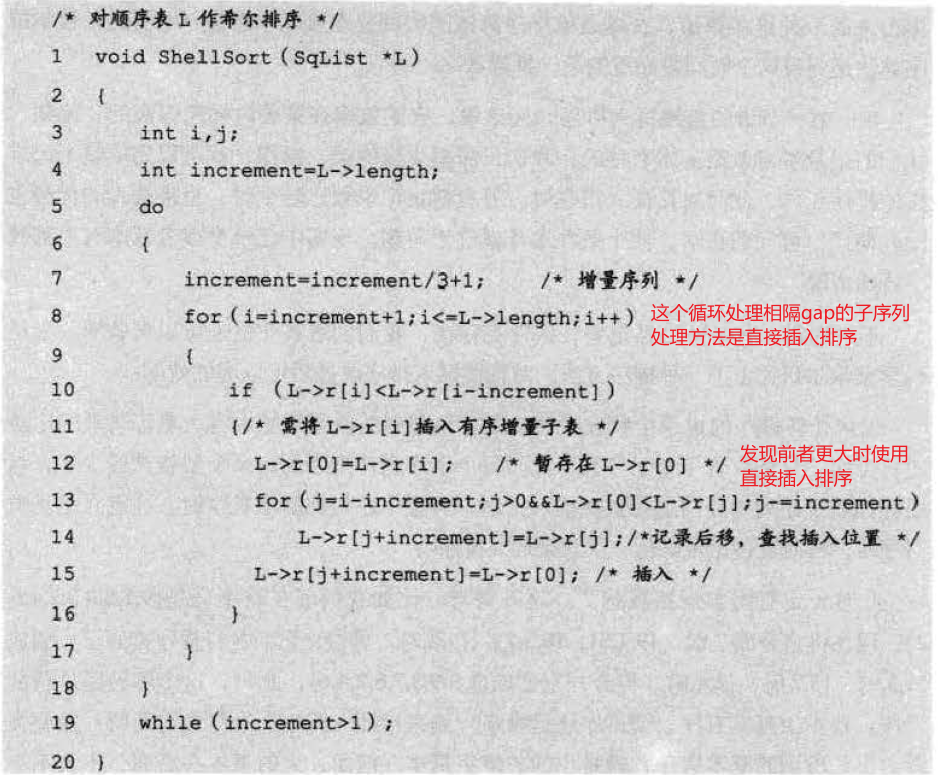 /* 对顺序表 L 作希尔排序 */
1 void ShellSort(SqList *L)
2 {
3 int i,j;
4 int increment=L->length;
5 do
6 {
7 increment=increment/3+1; /* 增量序列 */
8 for(i=increment+1;i<=L->length;i++) 这个循环处理相隔gap的子序列
处理方法是直接插入排序
9 {
10 if (L->r[i]<L->r[i-increment])
11 {/* 需将 L->r[i]插入有序增量子表 */
12 L->r[0]=L->r[i]; /* 暂存在 L->r[0] */ 发现前者更大时使用
直接插入排序
13 for(j=i-increment;j>0&&L->r[0]<L->r[j];j-=increment)
14 L->r[j+increment]=L->r[j];/*记录后移，查找插入位置 */
15 L->r[j+increment]=L->r[0]; /* 插入 */
16 }
17 }
18 }
19 while(increment>1);
20 }